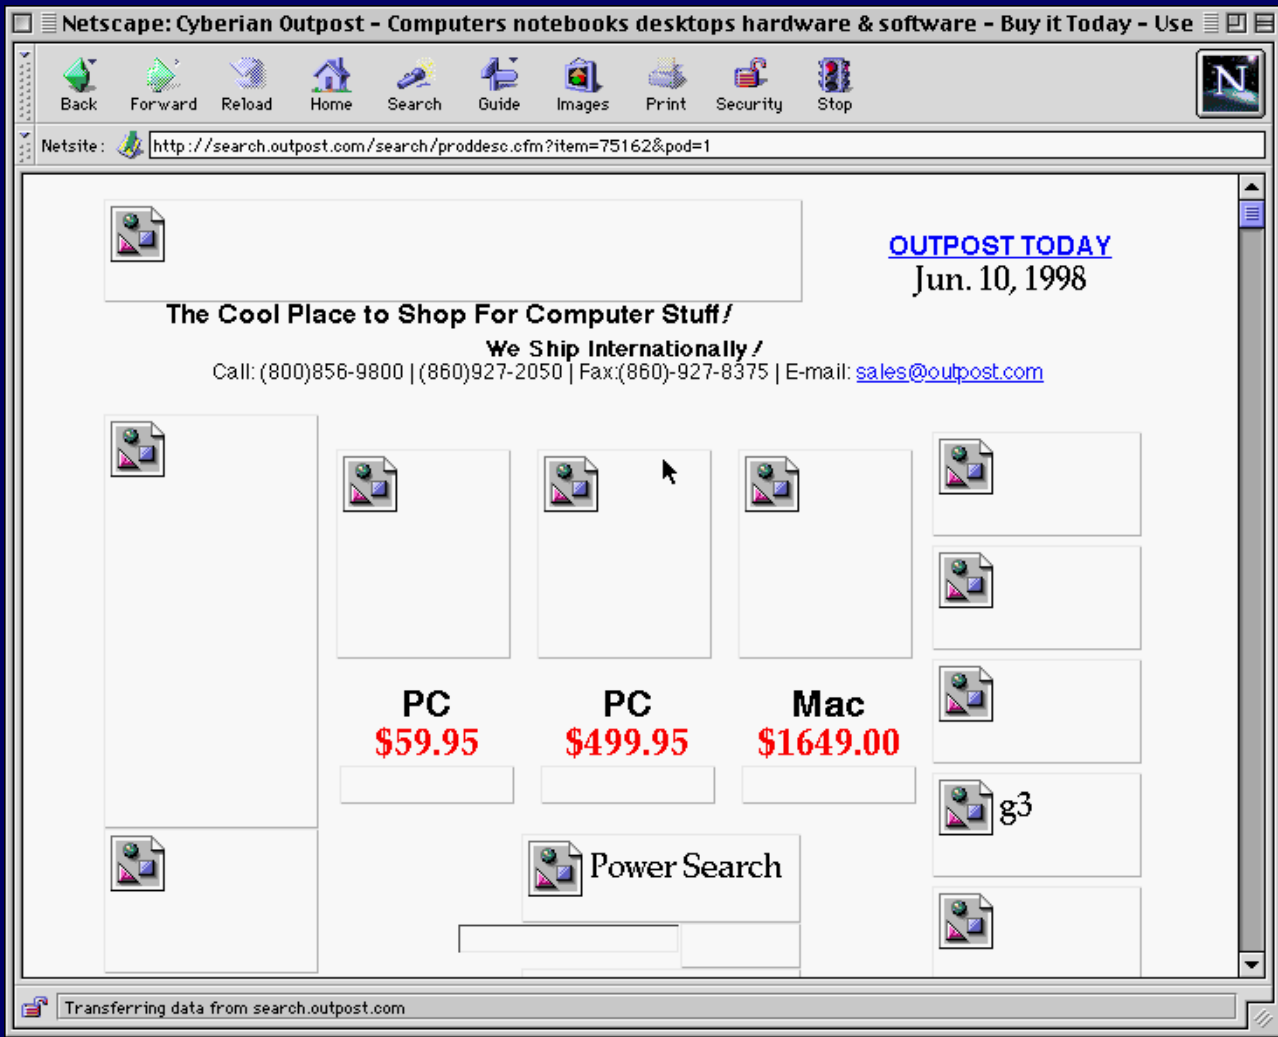 Netscape: Cyberian Outpost - Computers notebooks desktops hardware & software - Buy it Today - Use
Back Forward Reload Home Search Guide Images Print Security Stop
N
Netsite: http://search.outpost.com/search/proddesc.cfm?item=75162&pod=1
OUTPOST TODAY
Jun. 10, 1998
The Cool Place to Shop For Computer Stuff!
We Ship Internationally!
Call: (800)856-9800 | (860)927-2050 | Fax:(860)-927-8375 | E-mail: sales@outpost.com
PC PC Mac
$59.95 $499.95 $1649.00
g3
Power Search
Transferring data from search.outpost.com